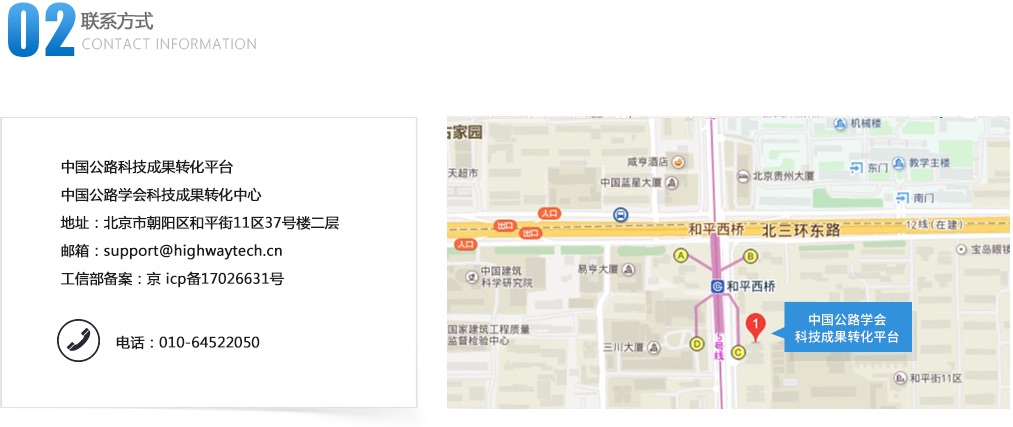 02
联系方式
CONTACT INFORMATION
中国公路科技成果转化平台
中国公路学会科技成果转化中心
地址：北京市朝阳区和平街11区37号楼二层
邮箱：support@highwaytech.cn
工信部备案：京 icp备17026631号
电话：010-64522050
古家园
机械楼
天超市
咸亨酒店
中国蓝星大厦
北京贵州大厦
东门
教学主楼
南门
入口
出口
出口
入口
和平西桥
北三环东路
12线(在建)
宝岛眼镜
A
B
中国建筑
科学研究院
易亨大厦
和平西桥
国家建筑工程质量
监督检验中心
三川大厦
D
5号线
C
1
中国公路学会
科技成果转化平台
和平街11区